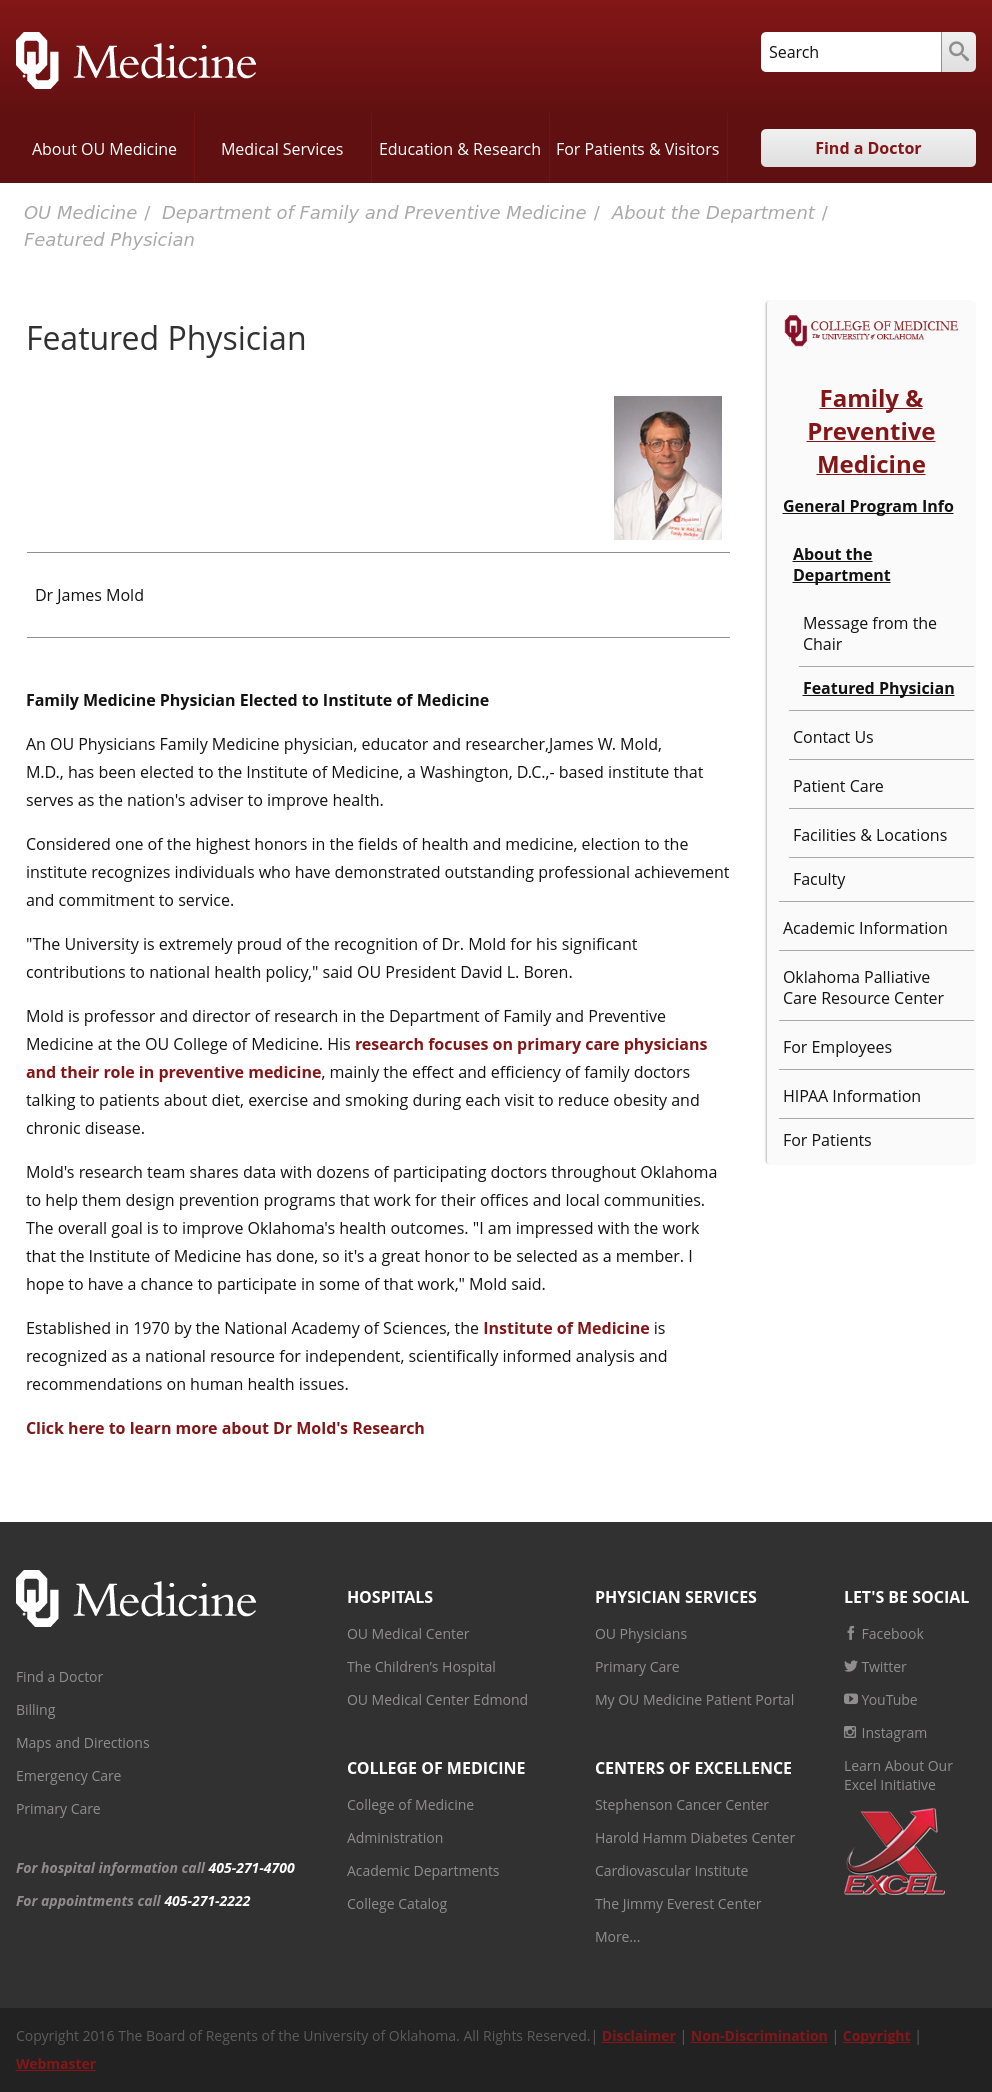 OU Medicine
Search
About OU Medicine
Medical Services
Education & Research
For Patients & Visitors
Find a Doctor
OU Medicine / Department of Family and Preventive Medicine / About the Department /
Featured Physician
Featured Physician
Dr James Mold
Family Medicine Physician Elected to Institute of Medicine
An OU Physicians Family Medicine physician, educator and researcher,James W. Mold,
M.D., has been elected to the Institute of Medicine, a Washington, D.C.,- based institute that
serves as the nation's adviser to improve health.
Considered one of the highest honors in the fields of health and medicine, election to the
institute recognizes individuals who have demonstrated outstanding professional achievement
and commitment to service.
"The University is extremely proud of the recognition of Dr. Mold for his significant
contributions to national health policy," said OU President David L. Boren.
Mold is professor and director of research in the Department of Family and Preventive
Medicine at the OU College of Medicine. His research focuses on primary care physicians
and their role in preventive medicine, mainly the effect and efficiency of family doctors
talking to patients about diet, exercise and smoking during each visit to reduce obesity and
chronic disease.
Mold's research team shares data with dozens of participating doctors throughout Oklahoma
to help them design prevention programs that work for their offices and local communities.
The overall goal is to improve Oklahoma's health outcomes. "I am impressed with the work
that the Institute of Medicine has done, so it's a great honor to be selected as a member. I
hope to have a chance to participate in some of that work," Mold said.
Established in 1970 by the National Academy of Sciences, the Institute of Medicine is
recognized as a national resource for independent, scientifically informed analysis and
recommendations on human health issues.
Click here to learn more about Dr Mold's Research
COLLEGE OF MEDICINE
The UNIVERSITY of OKLAHOMA
Family &
Preventive
Medicine
General Program Info
About the
Department
Message from the
Chair
Featured Physician
Contact Us
Patient Care
Facilities & Locations
Faculty
Academic Information
Oklahoma Palliative
Care Resource Center
For Employees
HIPAA Information
For Patients
OU Medicine
Find a Doctor
Billing
Maps and Directions
Emergency Care
Primary Care
For hospital information call 405-271-4700
For appointments call 405-271-2222
HOSPITALS
OU Medical Center
The Children's Hospital
OU Medical Center Edmond
COLLEGE OF MEDICINE
College of Medicine
Administration
Academic Departments
College Catalog
PHYSICIAN SERVICES
OU Physicians
Primary Care
My OU Medicine Patient Portal
CENTERS OF EXCELLENCE
Stephenson Cancer Center
Harold Hamm Diabetes Center
Cardiovascular Institute
The Jimmy Everest Center
More...
LET'S BE SOCIAL
Facebook
Twitter
YouTube
Instagram
Learn About Our
Excel Initiative
X
EXCEL
Copyright 2016 The Board of Regents of the University of Oklahoma. All Rights Reserved.| Disclaimer | Non-Discrimination | Copyright |
Webmaster